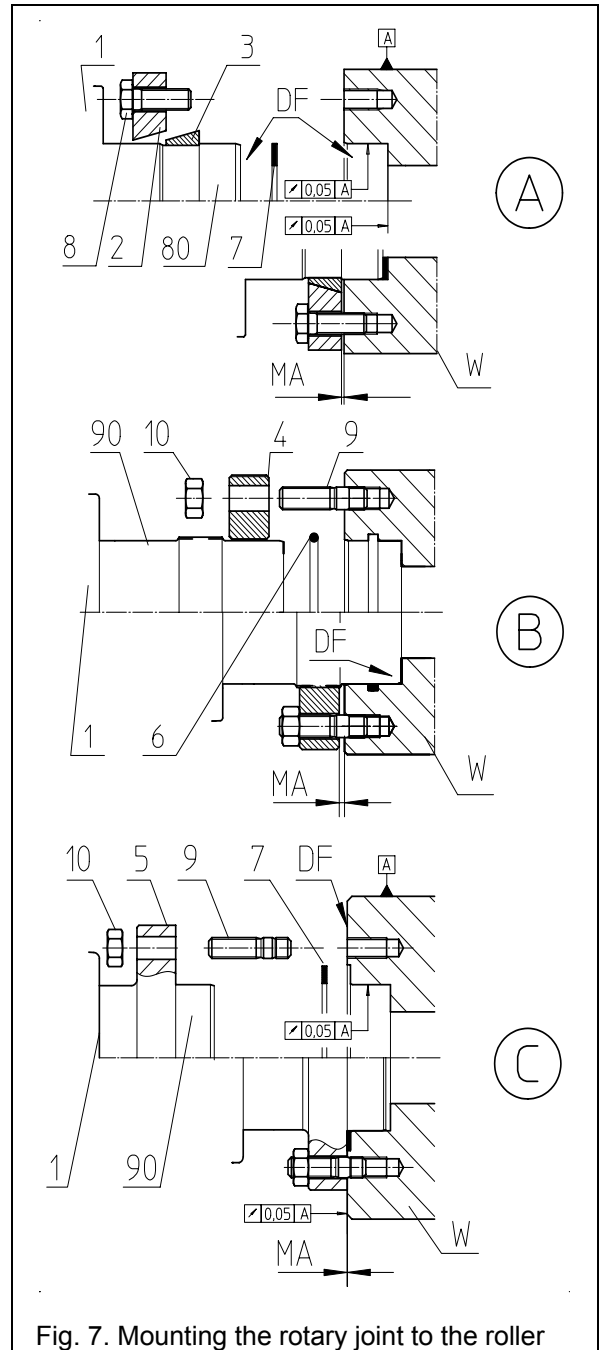 A
1 3
DF
0,05 A
0,05 A
A
8 2 80 7
W
MA
90 10 4 9
B
DF
1 6
W
MA
10 5 9 7 DF
A
0,05 A
C
1 90
0,05 A
W
MA
Fig. 7. Mounting the rotary joint to the roller